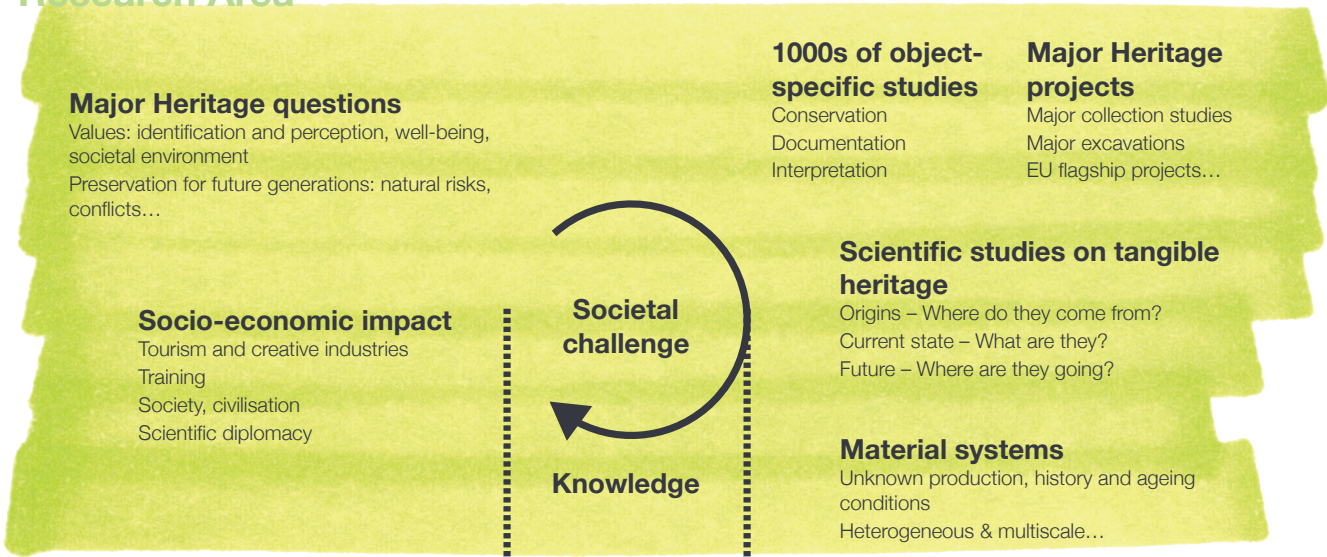 Research Area
Major Heritage questions
Values: identification and perception, well-being,
societal environment
Preservation for future generations: natural risks,
conflicts…
Socio-economic impact
Tourism and creative industries
Training
Society, civilisation
Scientific diplomacy
Societal
challenge
Knowledge
1000s of object-
specific studies
Conservation
Documentation
Interpretation
Major Heritage
projects
Major collection studies
Major excavations
EU flagship projects…
Scientific studies on tangible
heritage
Origins – Where do they come from?
Current state – What are they?
Future – Where are they going?
Material systems
Unknown production, history and ageing
conditions
Heterogeneous & multiscale…